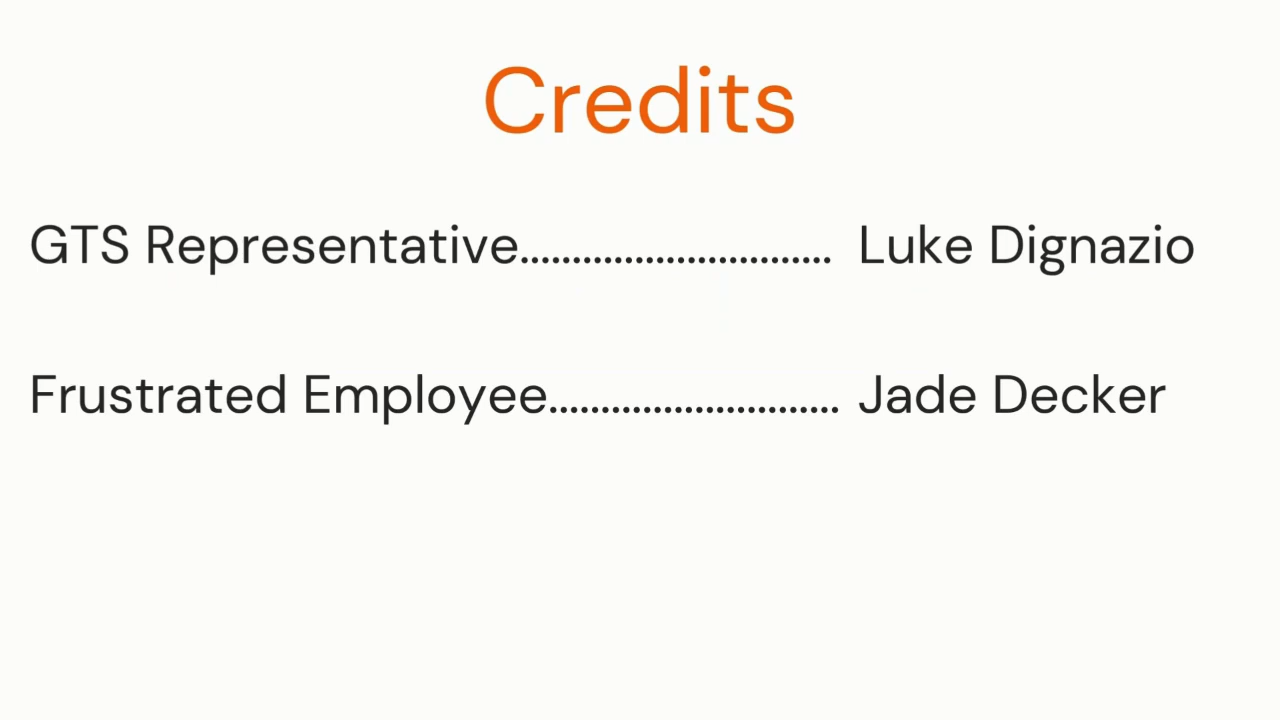 Credits
GTS Representative.............................. Luke Dignazio
Frustrated Employee............................ Jade Decker